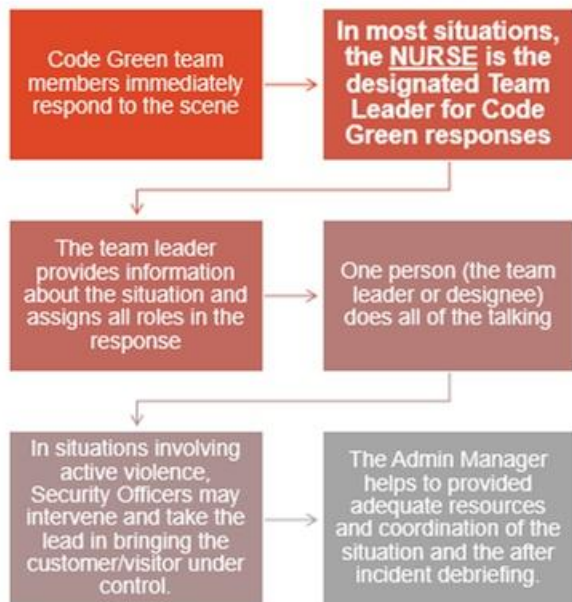 Code Green team
members immediately
respond to the scene
In most situations,
the NURSE is the
designated Team
Leader for Code
Green responses
The team leader
provides information
about the situation and
assigns all roles in the
response
One person (the team
leader or designee)
does all of the talking
In situations involving
active violence,
Security Officers may
intervene and take the
lead in bringing the
customer/visitor under
control.
The Admin Manager
helps to provided
adequate resources
and coordination of the
situation and the after
incident debriefing.